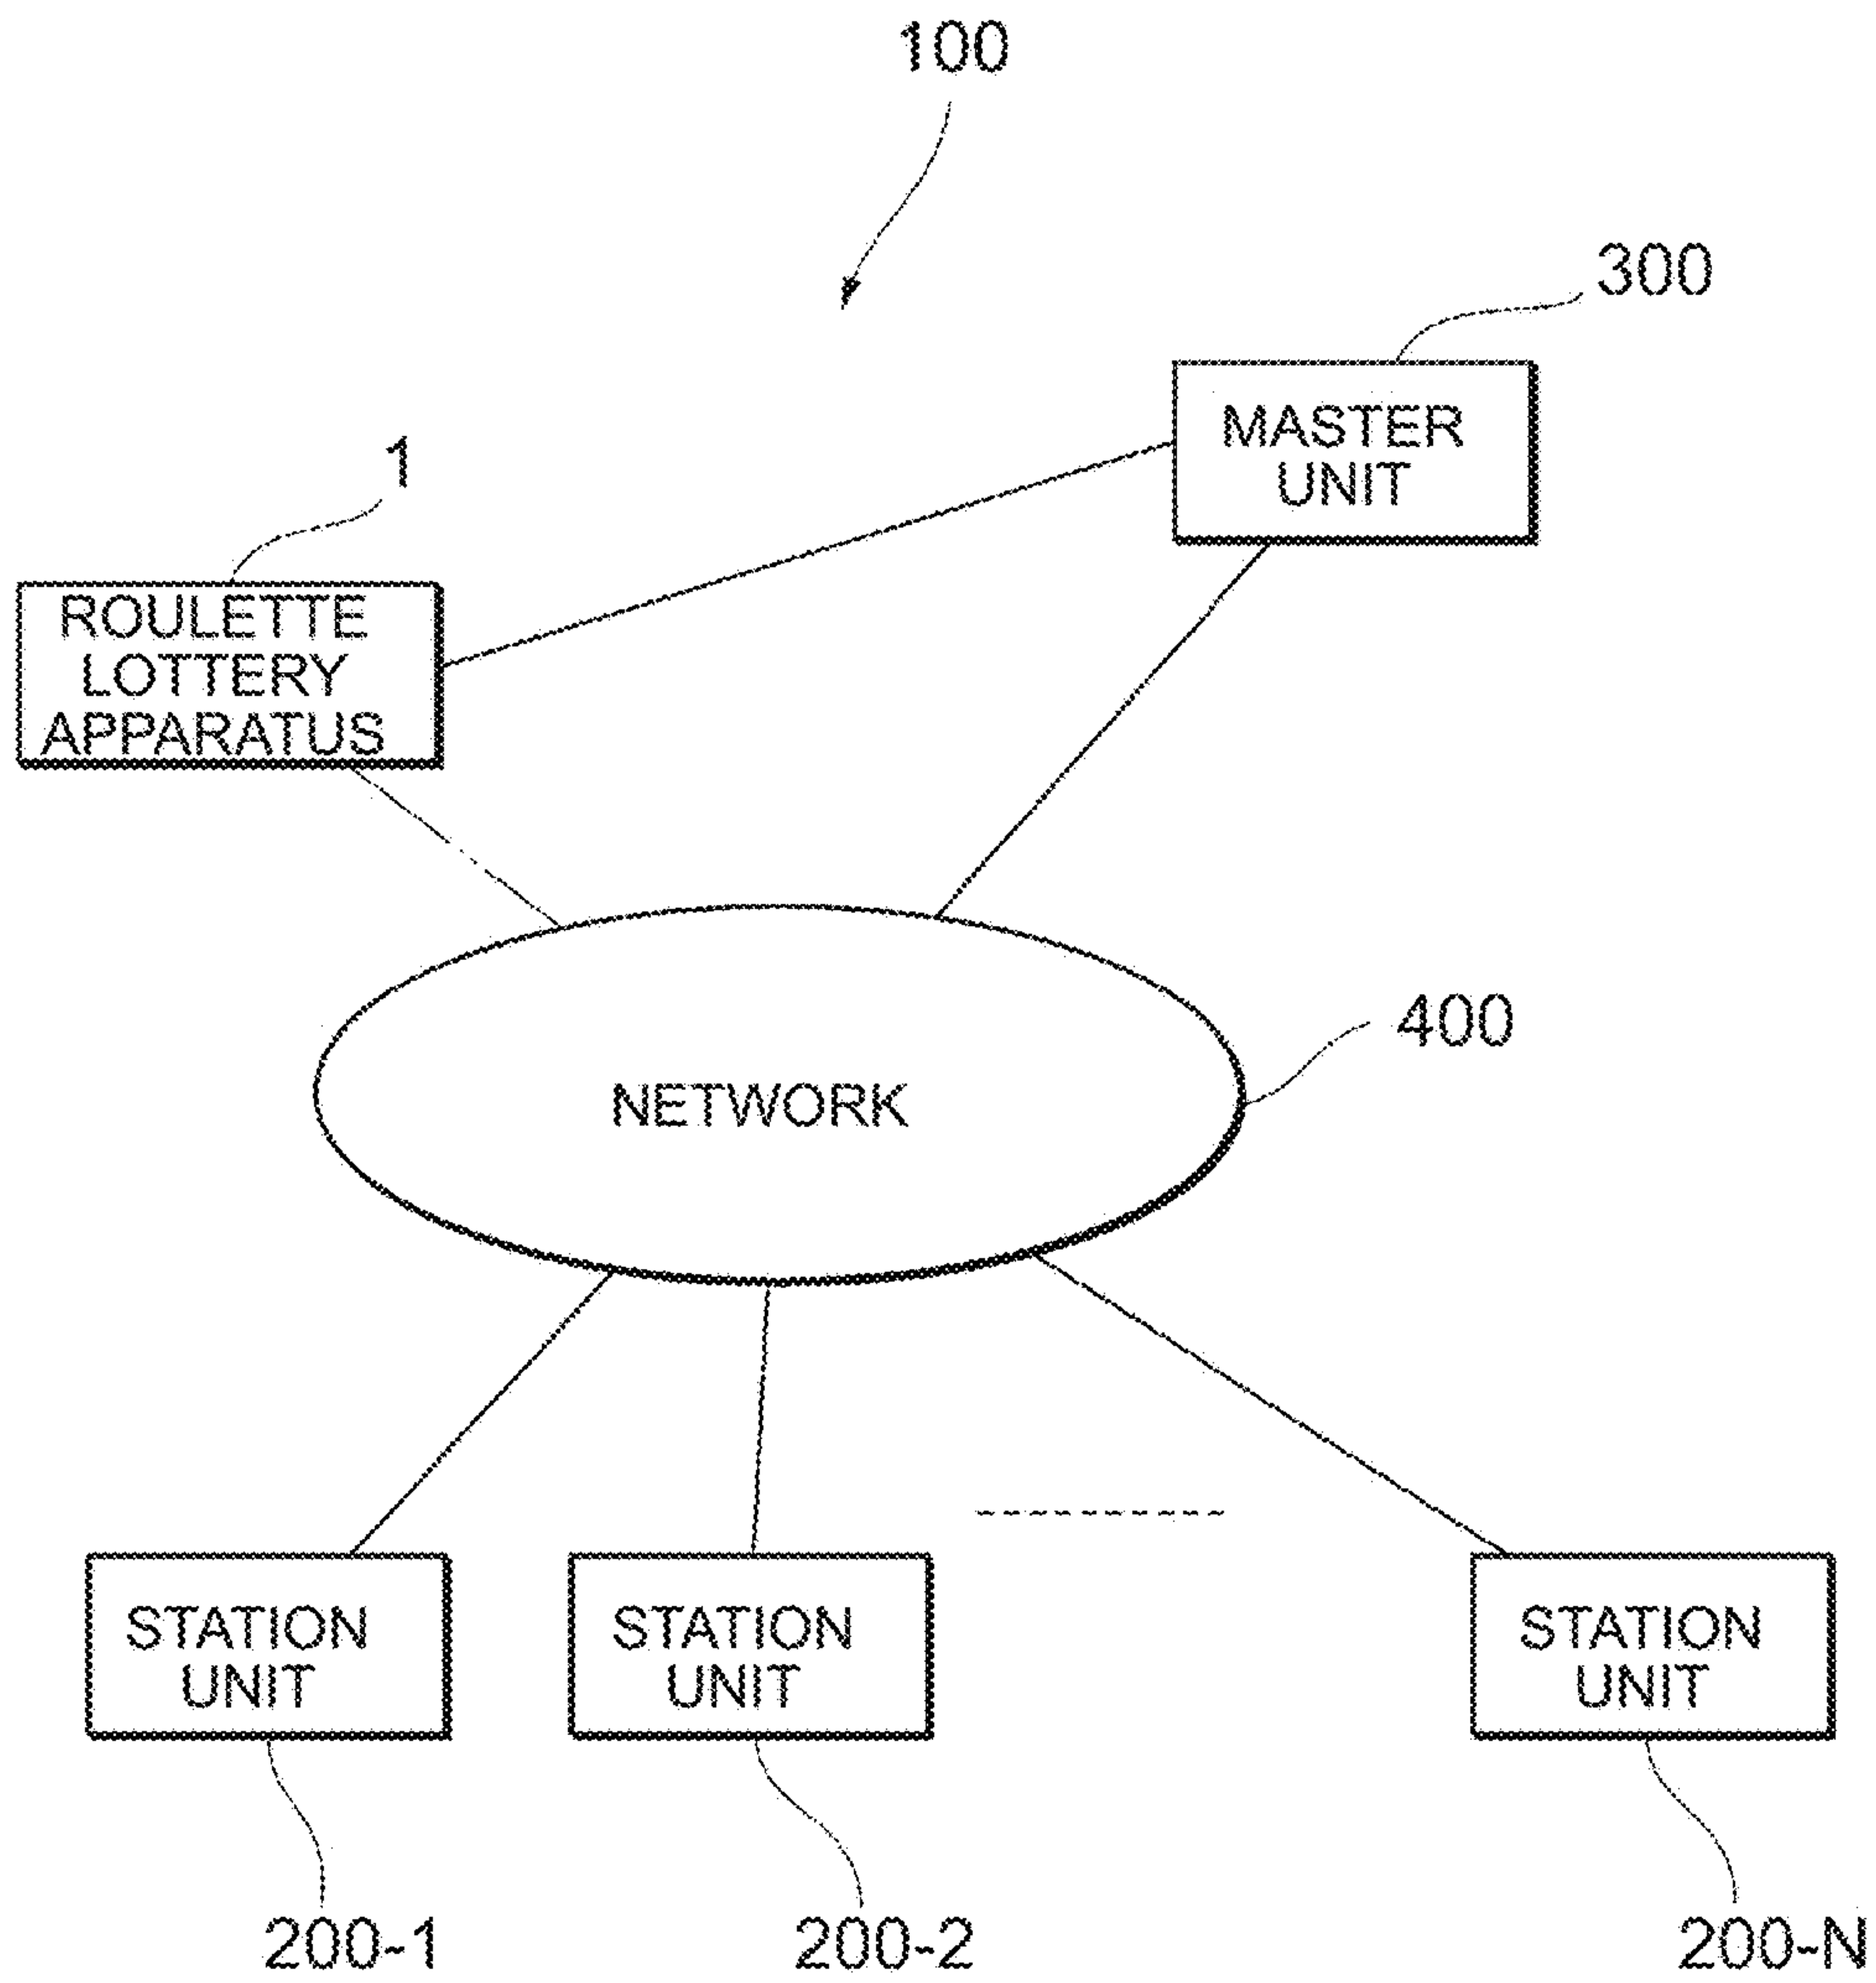 100
300
MASTER
UNIT
1
ROULETTE
LOTTERY
APPARATUS
400
NETWORK
STATION
UNIT
STATION
UNIT
STATION
UNIT
200-1
200-2
200-N